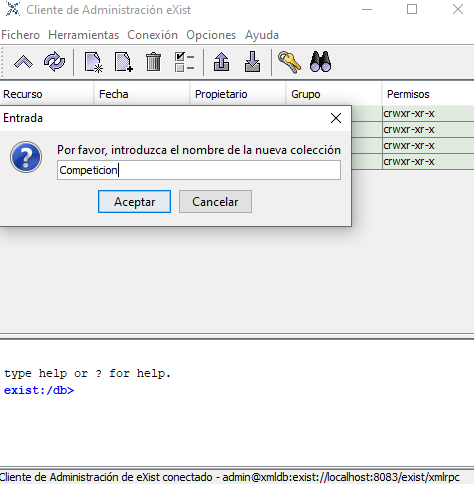 Cliente de Administración eXist
Fichero Herramientas Conexión Opciones Ayuda
Recurso Fecha Propietario Grupo Permisos
crwxr-xr-x
Entrada
crwxr-xr-x
Por favor, introduzca el nombre de la nueva colección
crwxr-xr-x
crwxr-xr-x
Competicion
Aceptar Cancelar
type help or ? for help.
exist:/db>
Cliente de Administración de eXist conectado - admin@xmldb:exist://localhost:8083/exist/xmlrpc